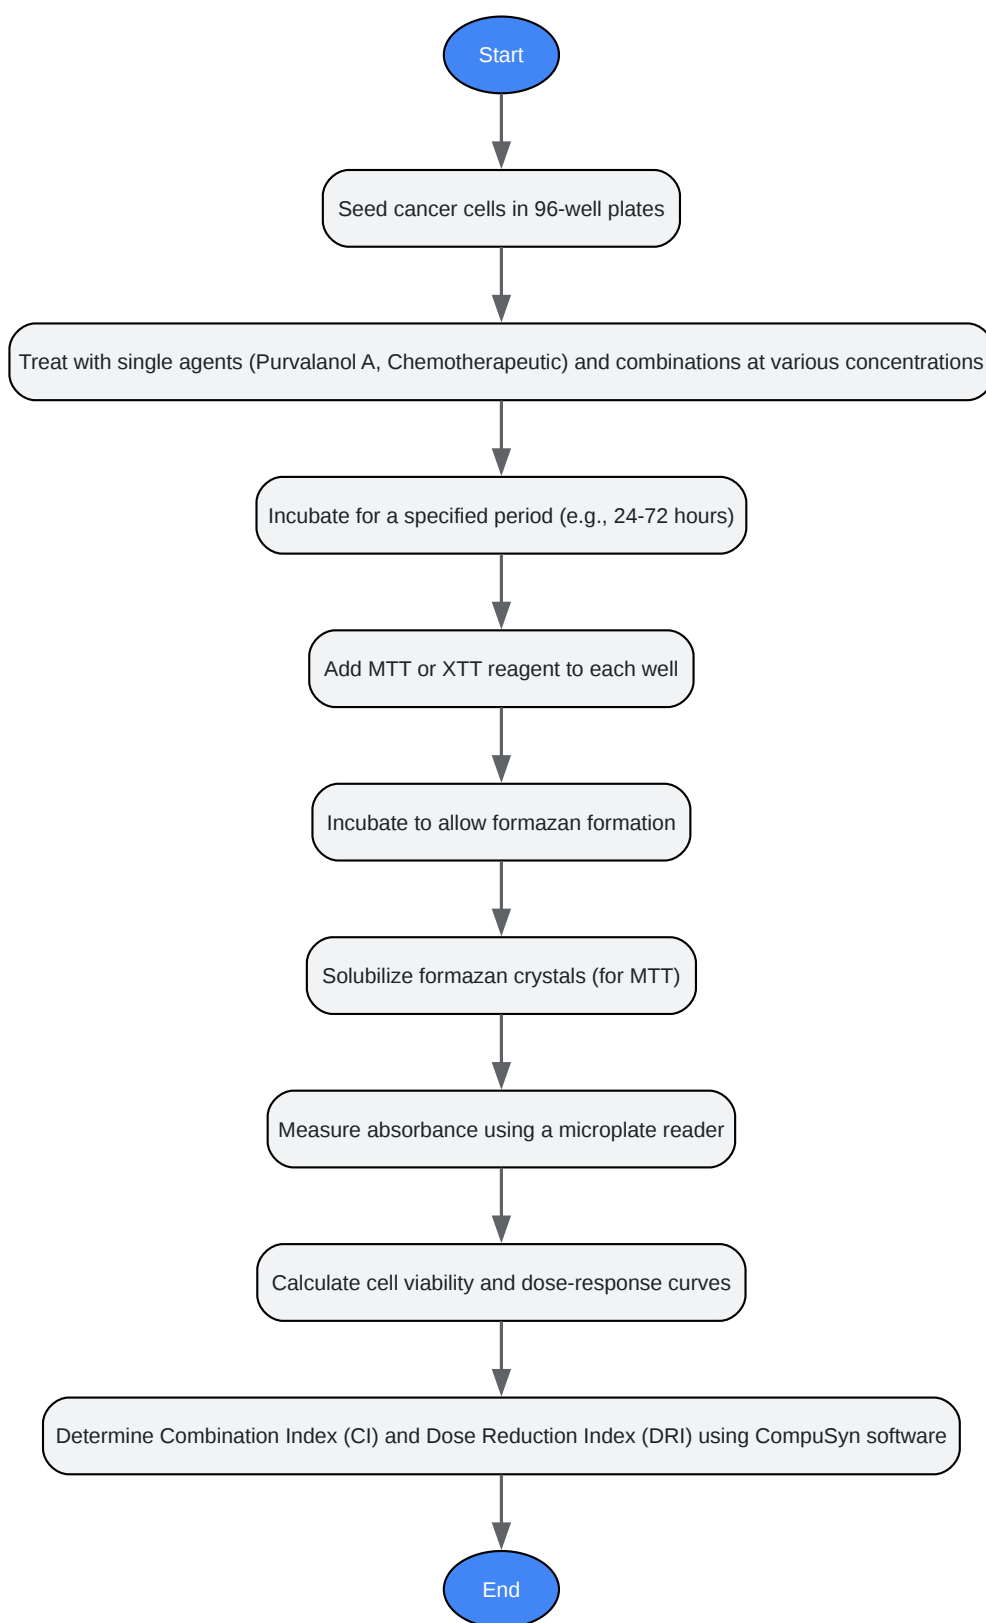 Start
Seed cancer cells in 96-well plates
Treat with single agents (Purvalanol A, Chemotherapeutic) and combinations at various concentrations
Incubate for a specified period (e.g., 24-72 hours)
Add MTT or XTT reagent to each well
Incubate to allow formazan formation
Solubilize formazan crystals (for MTT)
Measure absorbance using a microplate reader
Calculate cell viability and dose-response curves
Determine Combination Index (CI) and Dose Reduction Index (DRI) using CompuSyn software
End